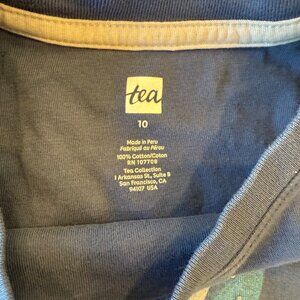 tea
10
Made in Peru
Fabriqué au Pérou
100% Cotton/Coton
RN 107709
Tea Collection
1 Arkansas St., Suite B
San Francisco, CA
94107 USA